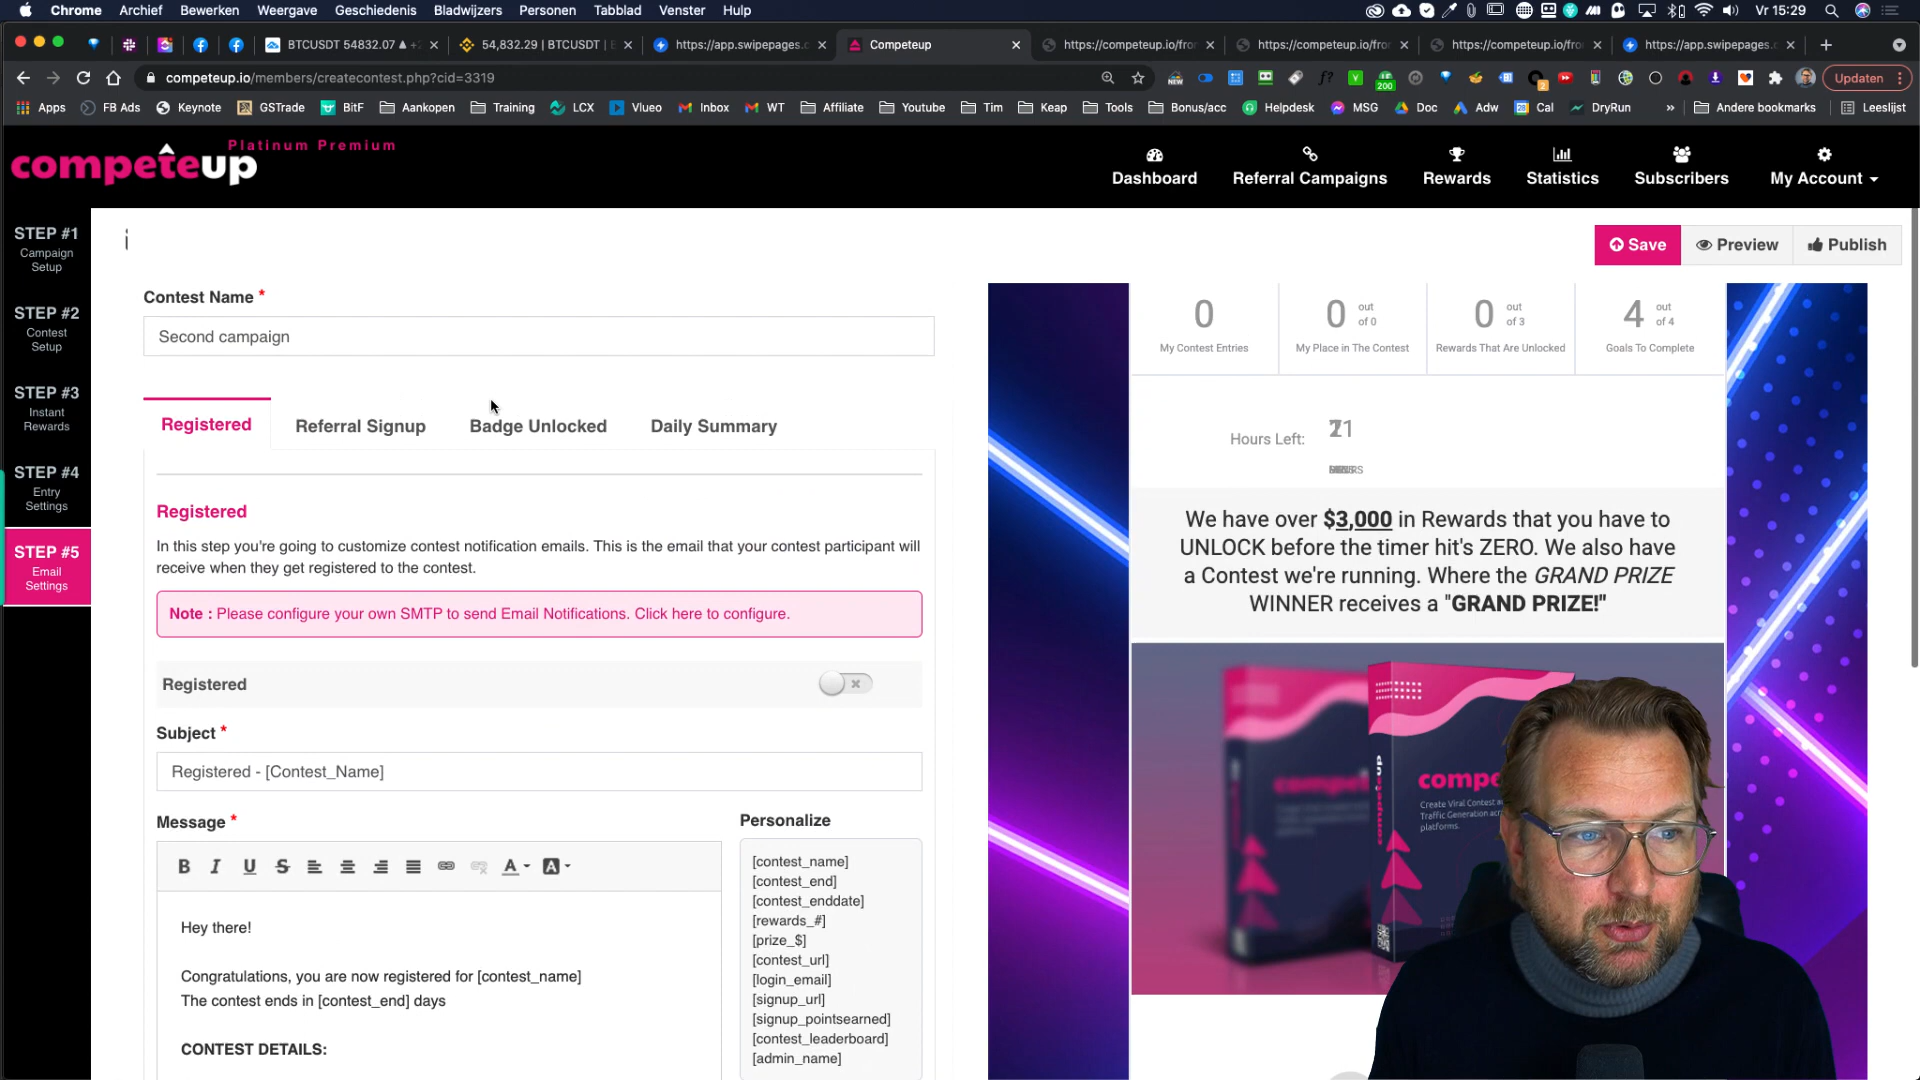 Chrome Archief Bewerken Weergave Geschiedenis Bladwijzers Personen Tabblad Venster Hulp Vr 15:29
BTCUSDT 54832.07 54,832.29 | BTCUSDT | https://app.swipepages. Competeup https://competeup.io/fro https://competeup.io/fro https://competeup.io/fro https://app.swipepages.
competeup.io/members/createcontest.php?cid=3319 Updaten
Apps FB Ads Keynote GSTrade BitF Aankopen Training LCX Vlueo Inbox WT Affiliate Youtube Tim Keap Tools Bonus/acc Helpdesk MSG Doc Adw Cal DryRun » Andere bookmarks Leeslijst
Platinum Premium
competeup
Dashboard Referral Campaigns Rewards Statistics Subscribers My Account
STEP #1
Campaign
Setup
STEP #2
Contest
Setup
STEP #3
Instant
Rewards
STEP #4
Entry
Settings
STEP #5
Email
Settings
Save Preview Publish
Contest Name *
Second campaign
Registered Referral Signup Badge Unlocked Daily Summary
Registered
In this step you're going to customize contest notification emails. This is the email that your contest participant will
receive when they get registered to the contest.
Note : Please configure your own SMTP to send Email Notifications. Click here to configure.
Registered
Subject *
Registered - [Contest_Name]
Message *
Personalize
B I U S A A
Hey there!
Congratulations, you are now registered for [contest_name]
The contest ends in [contest_end] days
CONTEST DETAILS:
[contest_name]
[contest_end]
[contest_enddate]
[rewards_#]
[prize_$]
[contest_url]
[login_email]
[signup_url]
[signup_pointsearned]
[contest_leaderboard]
[admin_name]
0
My Contest Entries
0 out of 0
My Place in The Contest
0 out of 3
Rewards That Are Unlocked
4 out of 4
Goals To Complete
Hours Left:
We have over $3,000 in Rewards that you have to
UNLOCK before the timer hit's ZERO. We also have
a Contest we're running. Where the GRAND PRIZE
WINNER receives a "GRAND PRIZE!"
competeup
Create Viral Contest
Traffic Generation
platforms.